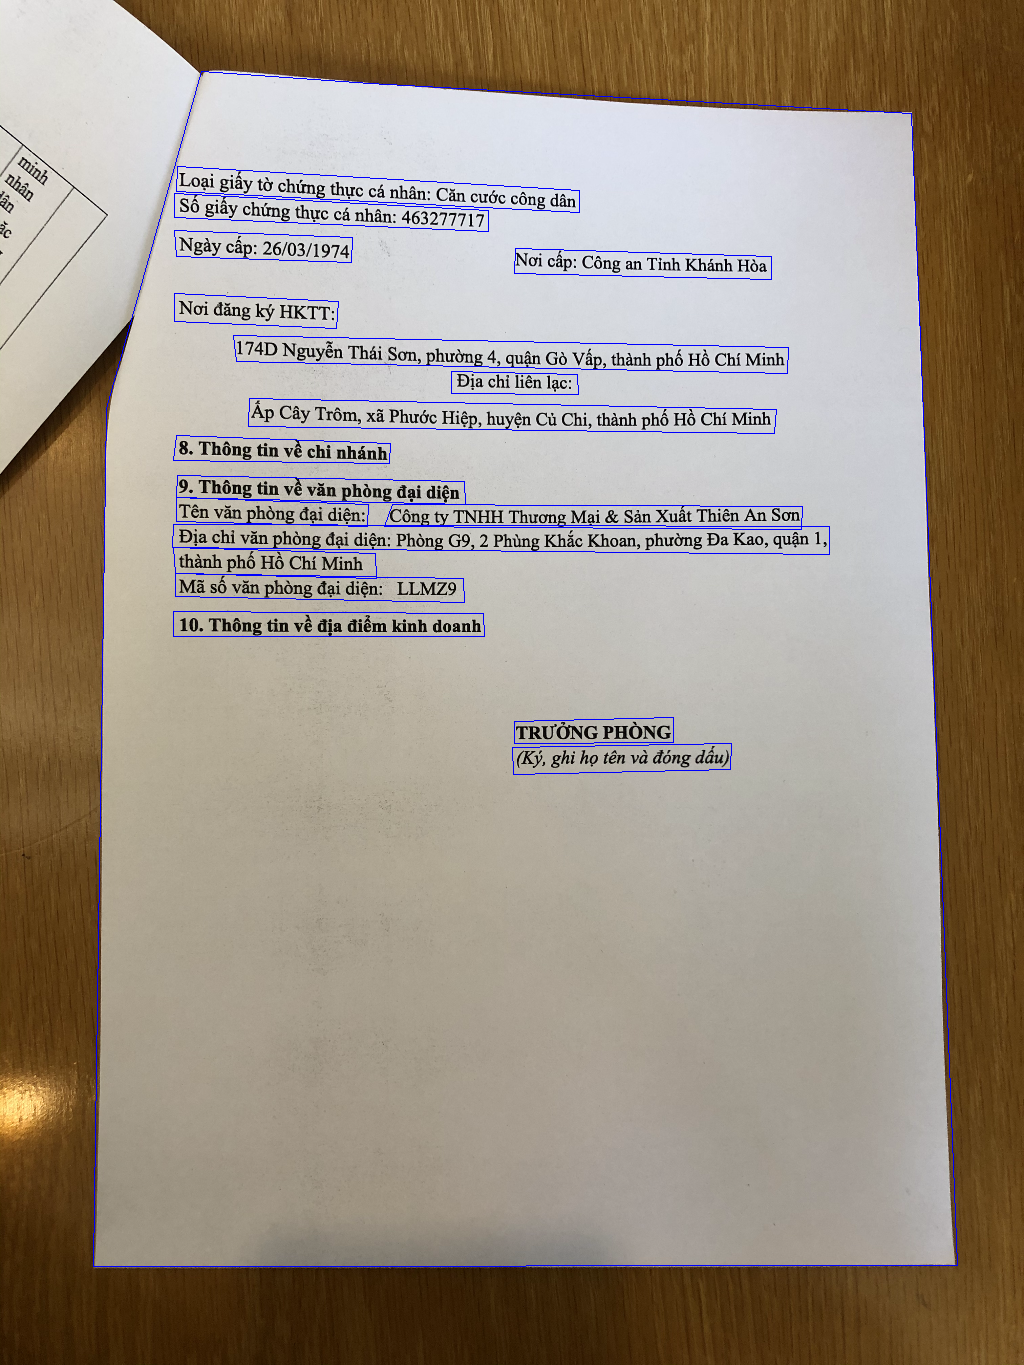 minh
nhân
Loại giấy tờ chứng thực cá nhân: Căn cước công dân
Số giấy chứng thực cá nhân: 463277717
Ngày cấp: 26/03/1974
Nơi cấp: Công an Tỉnh Khánh Hòa
Nơi đăng ký HKTT:
174D Nguyễn Thái Sơn, phường 4, quận Gò Vấp, thành phố Hồ Chí Minh
Địa chỉ liên lạc:
Ấp Cây Trôm, xã Phước Hiệp, huyện Củ Chi, thành phố Hồ Chí Minh
8. Thông tin về chi nhánh
9. Thông tin về văn phòng đại diện
Tên văn phòng đại diện: Công ty TNHH Thương Mại & Sản Xuất Thiên An Sơn
Địa chỉ văn phòng đại diện: Phòng G9, 2 Phùng Khắc Khoan, phường Đa Kao, quận 1,
thành phố Hồ Chí Minh
Mã số văn phòng đại diện: LLMZ9
10. Thông tin về địa điểm kinh doanh
TRƯỞNG PHÒNG
(Ký, ghi họ tên và đóng dấu)